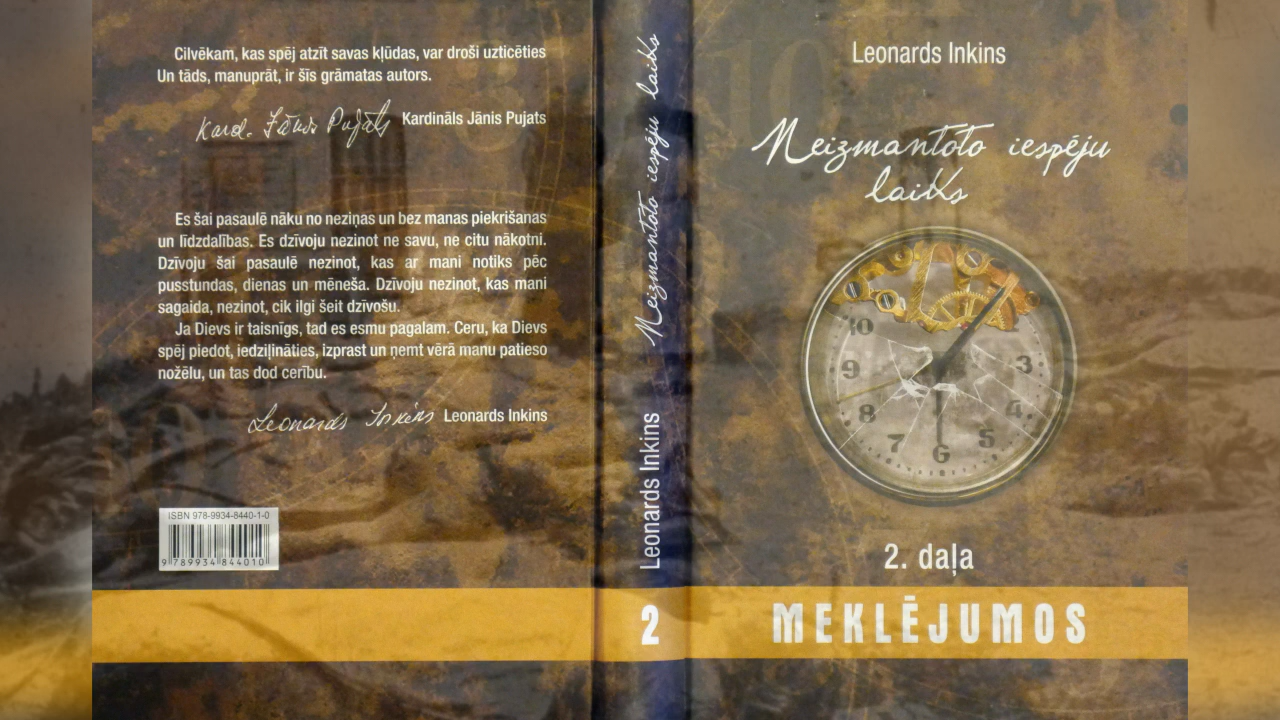 Cilvēkam, kas spēj atzīt savas kļūdas, var droši uzticēties
Un tāds, manuprāt, ir šīs grāmatas autors.
Kard. Jānis Pujats Kardināls Jānis Pujats
Es šai pasaulē nāku no neziņas un bez manas piekrišanas
un līdzdalības. Es dzīvoju nezinot ne savu, ne citu nākotni.
Dzīvoju šai pasaulē nezinot, kas ar mani notiks pēc
pusstundas, dienas un mēneša. Dzīvoju nezinot, kas mani
sagaida, nezinot, cik ilgi šeit dzīvošu.
Ja Dievs ir taisnīgs, tad es esmu pagalam. Ceru, ka Dievs
spēj piedot, iedziļināties, izprast un ņemt vērā manu patieso
nožēlu, un tas dod cerību.
Leonards Inkins Leonards Inkins
ISBN 978-9934-8440-1-0
9 789934 844010
Leonards Inkins Neizmantoto iespēju laiks
2
Leonards Inkins
Neizmantoto iespēju
laiks
10
9
8
7
6
5
4
3
2. daļa
MEKLĒJUMOS